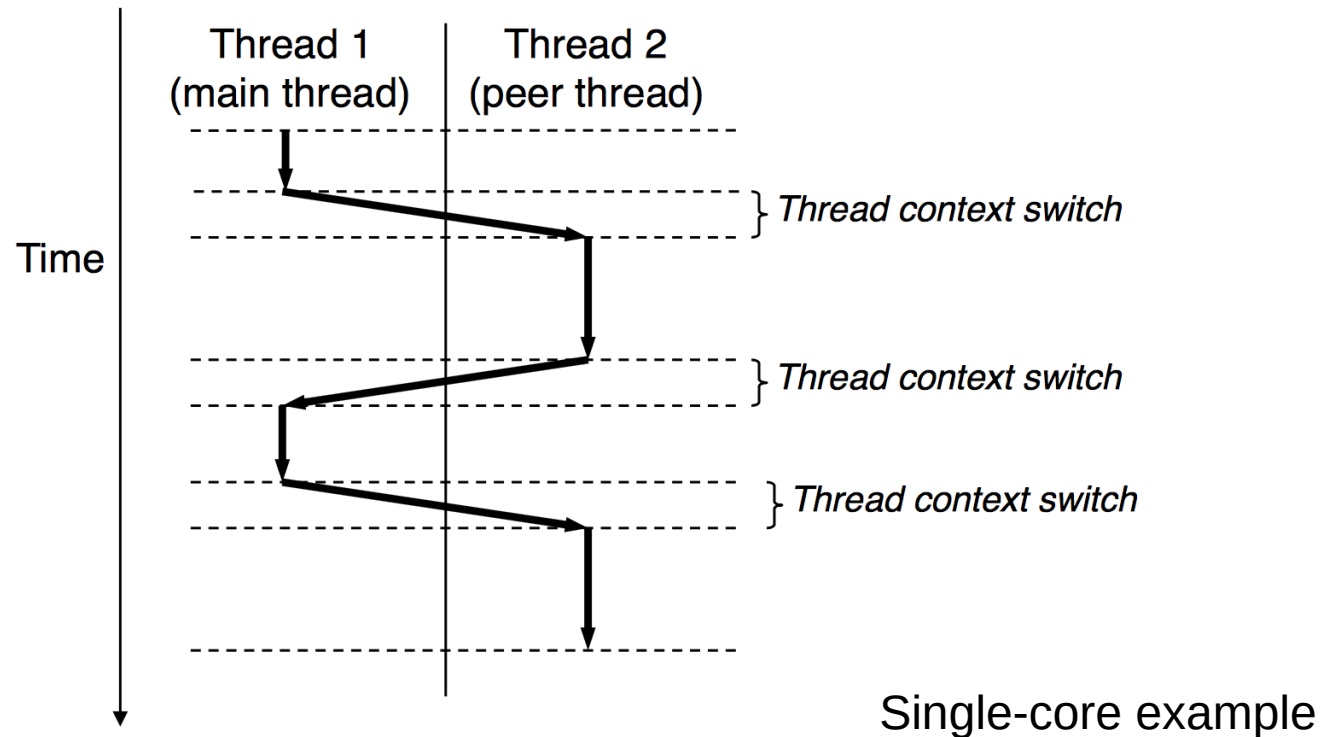 Thread 1
(main thread)
Thread 2
(peer thread)
Thread context switch
Time
Thread context switch
Thread context switch
Single-core example